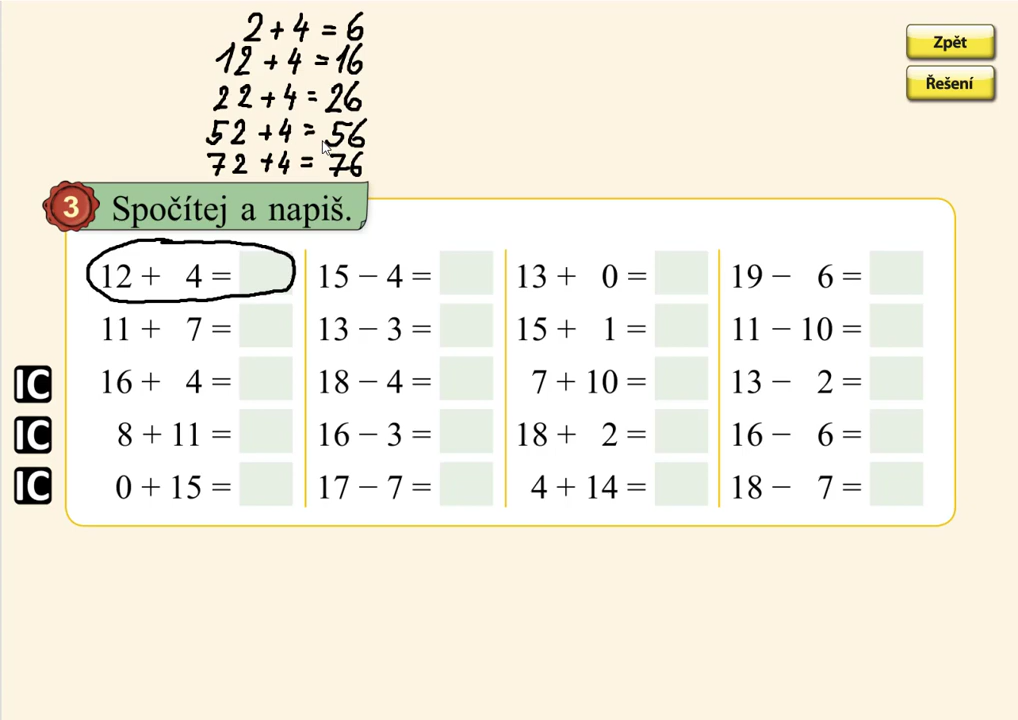 2 + 4 = 6
12 + 4 = 16
22 + 4 = 26
52 + 4 = 56
72 + 4 = 76
Zpět
Řešení
3 Spočítej a napiš.
12 + 4 =
11 + 7 =
16 + 4 =
8 + 11 =
0 + 15 =
15 − 4 =
13 − 3 =
18 − 4 =
16 − 3 =
17 − 7 =
13 + 0 =
15 + 1 =
7 + 10 =
18 + 2 =
4 + 14 =
19 − 6 =
11 − 10 =
13 − 2 =
16 − 6 =
18 − 7 =
IC
IC
IC